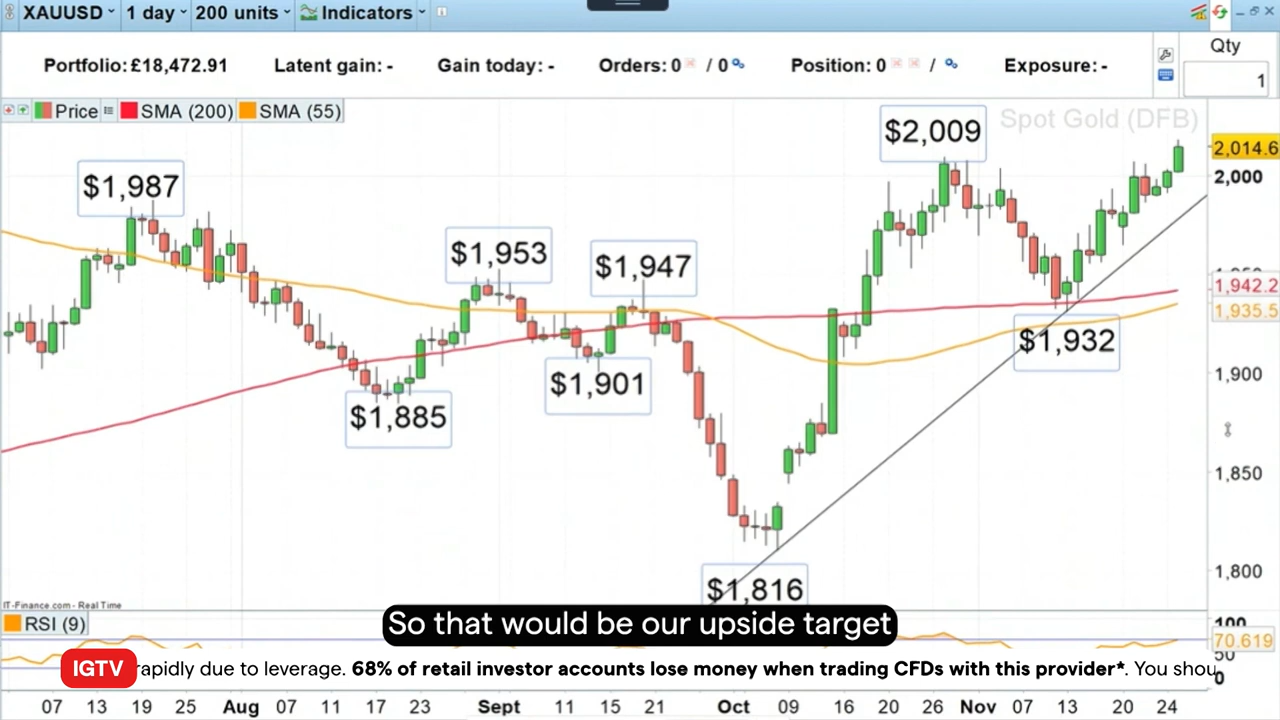 XAUUSD 1 day 200 units Indicators
Qty
Portfolio: £18,472.91 Latent gain: - Gain today: - Orders: 0 / 0 Position: 0 / Exposure: -
1
Price SMA (200) SMA (55)
Spot Gold (DFB)
$2,009
2,014.6
2,000
$1,987
$1,953
$1,947
1,942.2
1,935.5
$1,932
$1,901
1,900
$1,885
1,850
1,800
$1,816
IT-Finance.com - Real Time
So that would be our upside target
RSI (9)
100
70.619
50
0
IGTV rapidly due to leverage. 68% of retail investor accounts lose money when trading CFDs with this provider*. You shou
07 13 19 25 Aug 07 11 17 23 Sept 11 15 21 Oct 09 16 20 26 Nov 07 13 20 24